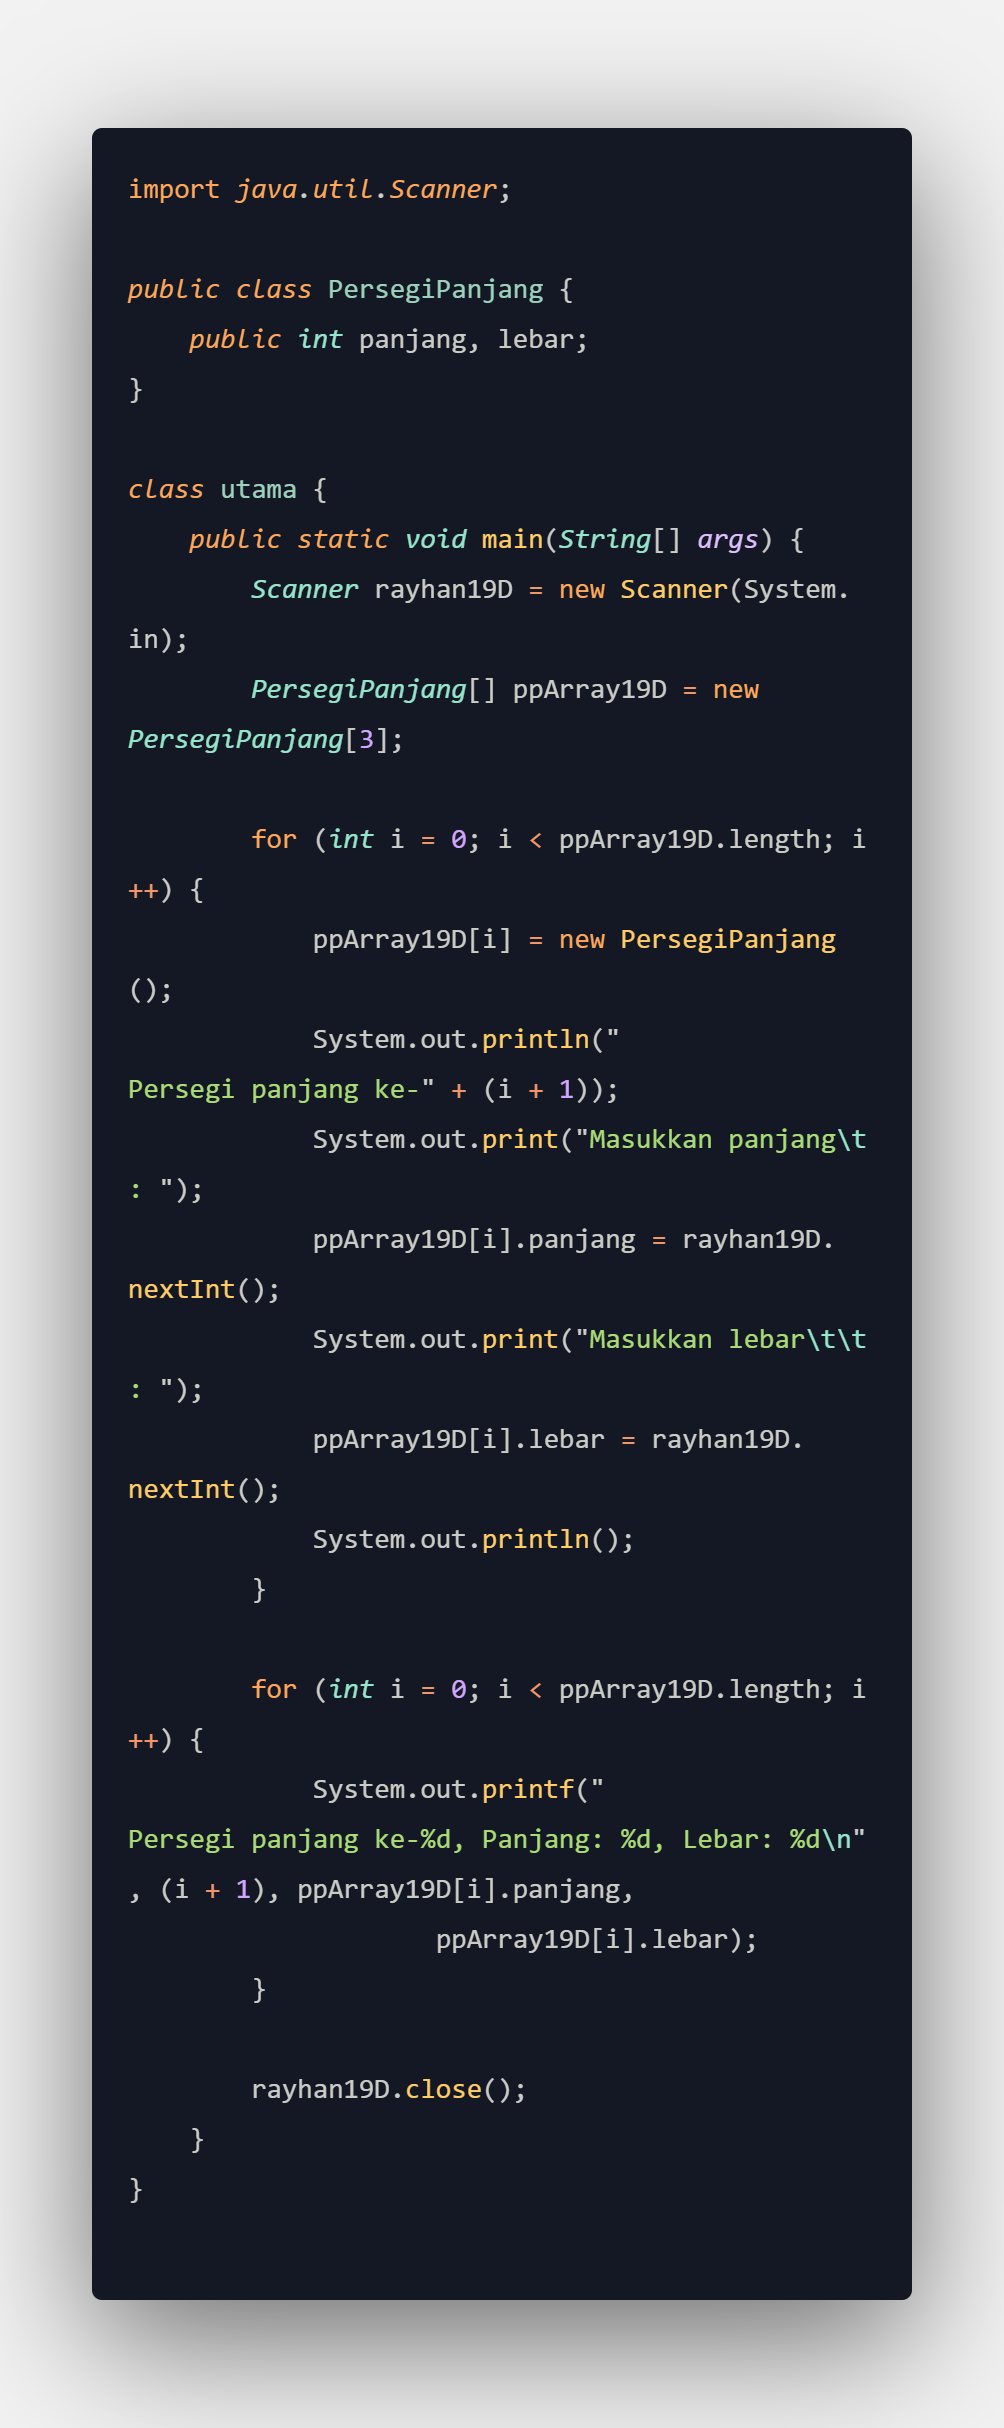 import java.util.Scanner;

public class PersegiPanjang {
    public int panjang, lebar;
}

class utama {
    public static void main(String[] args) {
        Scanner rayhan19D = new Scanner(System.
in);
        PersegiPanjang[] ppArray19D = new
PersegiPanjang[3];

        for (int i = 0; i < ppArray19D.length; i
++) {
            ppArray19D[i] = new PersegiPanjang
();
            System.out.println("
Persegi panjang ke-" + (i + 1));
            System.out.print("Masukkan panjang\t
: ");
            ppArray19D[i].panjang = rayhan19D.
nextInt();
            System.out.print("Masukkan lebar\t\t
: ");
            ppArray19D[i].lebar = rayhan19D.
nextInt();
            System.out.println();
        }

        for (int i = 0; i < ppArray19D.length; i
++) {
            System.out.printf("
Persegi panjang ke-%d, Panjang: %d, Lebar: %d\n"
, (i + 1), ppArray19D[i].panjang,
                    ppArray19D[i].lebar);
        }

        rayhan19D.close();
    }
}